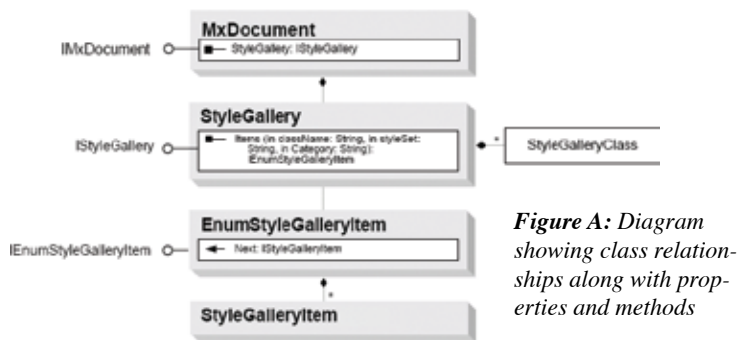 MxDocument
IMxDocument
StyleGallery: IStyleGallery
StyleGallery
IStyleGallery
Items (in className: String, in styleSet:
String, in Category: String):
IEnumStyleGalleryItem
*
StyleGalleryClass
EnumStyleGalleryItem
IEnumStyleGalleryItem
Next: IStyleGalleryItem
*
StyleGalleryItem
Figure A: Diagram
showing class relation-
ships along with prop-
erties and methods